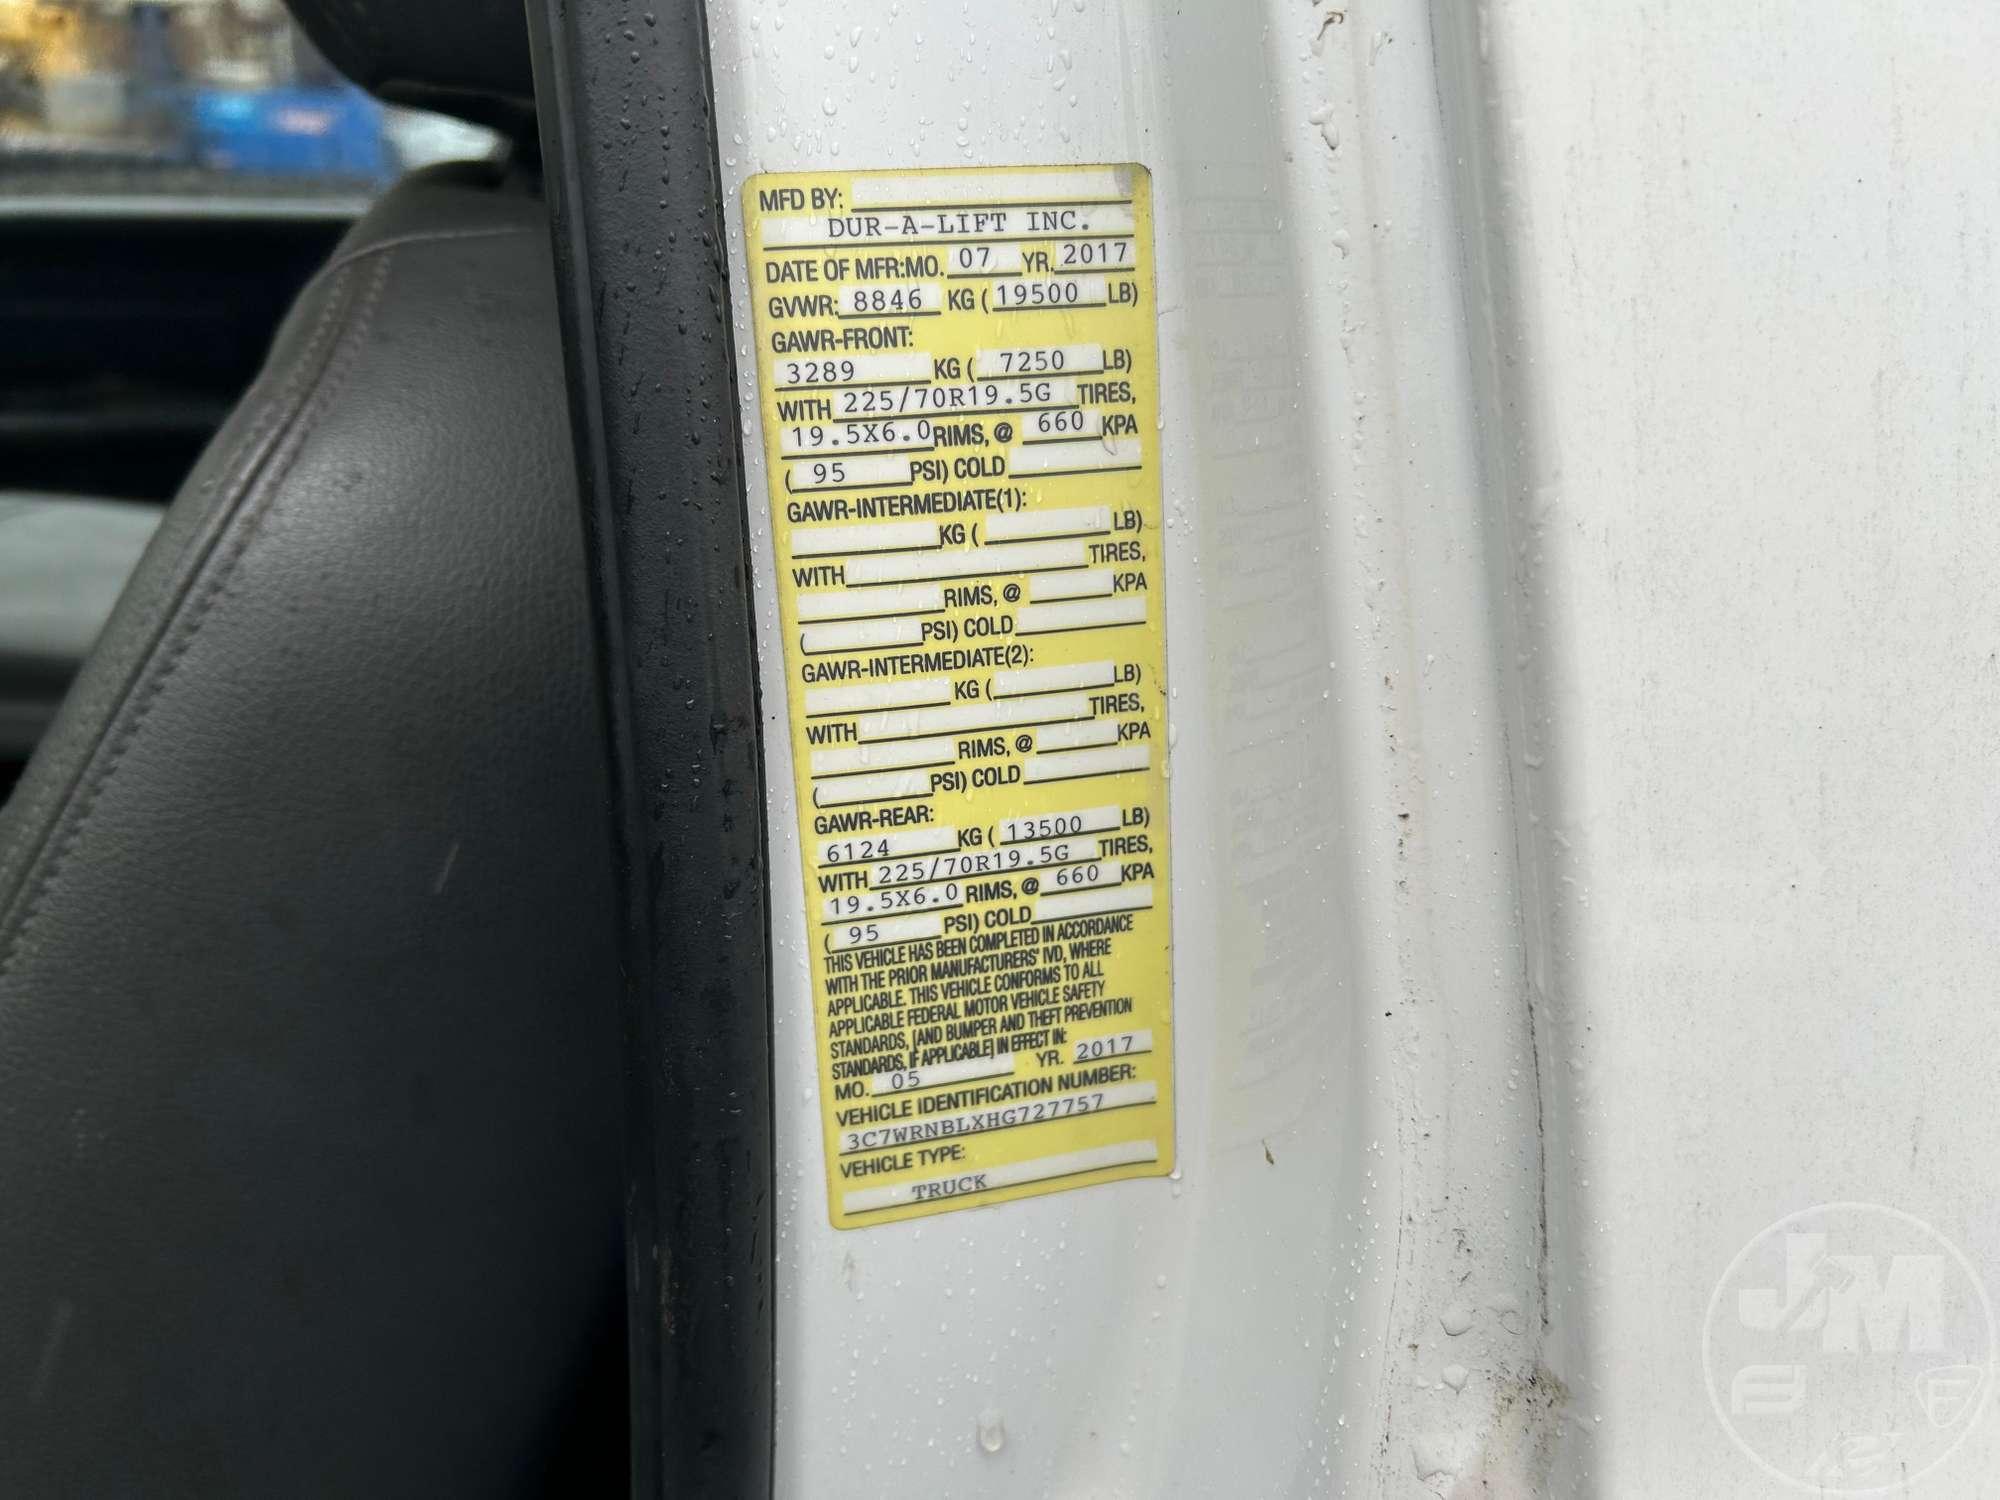 MFD BY:
DUR-A-LIFT INC.
DATE OF MFR:MO. 07 YR. 2017
GVWR: 8846 KG ( 19500 LB)
GAWR-FRONT:
3289 KG ( 7250 LB)
WITH 225/70R19.5G TIRES,
19.5X6.0 RIMS, @ 660 KPA
( 95 PSI) COLD
GAWR-INTERMEDIATE(1):
KG ( LB)
WITH TIRES,
RIMS, @ KPA
( PSI) COLD
GAWR-INTERMEDIATE(2):
KG ( LB)
WITH TIRES,
RIMS, @ KPA
( PSI) COLD
GAWR-REAR:
6124 KG ( 13500 LB)
WITH 225/70R19.5G TIRES,
19.5X6.0 RIMS, @ 660 KPA
( 95 PSI) COLD
THIS VEHICLE HAS BEEN COMPLETED IN ACCORDANCE
WITH THE PRIOR MANUFACTURERS' IVD, WHERE
APPLICABLE. THIS VEHICLE CONFORMS TO ALL
APPLICABLE FEDERAL MOTOR VEHICLE SAFETY
STANDARDS, [AND BUMPER AND THEFT PREVENTION
STANDARDS, IF APPLICABLE] IN EFFECT IN:
MO. 05 YR. 2017
VEHICLE IDENTIFICATION NUMBER:
3C7WRNBLXHG727757
VEHICLE TYPE:
TRUCK
JM